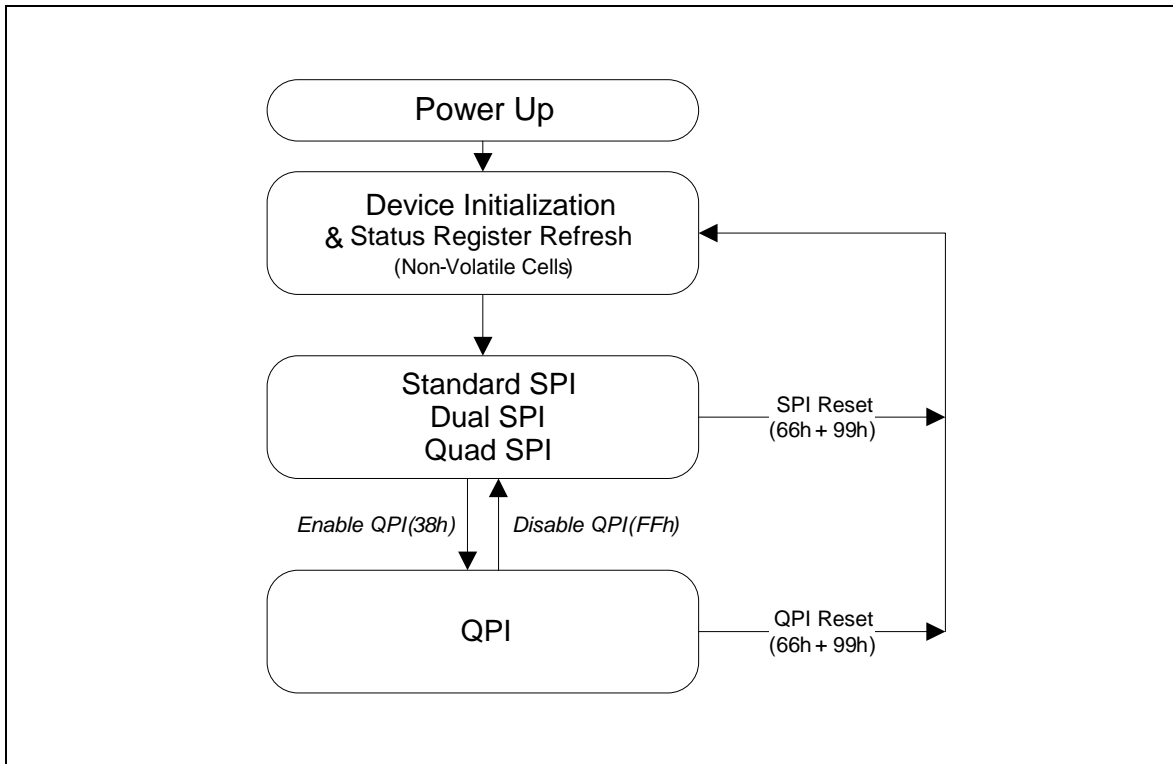 Power Up
Device Initialization
& Status Register Refresh
(Non-Volatile Cells)
Standard SPI
Dual SPI
Quad SPI
SPI Reset
(66h + 99h)
Enable QPI(38h)
Disable QPI(FFh)
QPI
QPI Reset
(66h + 99h)